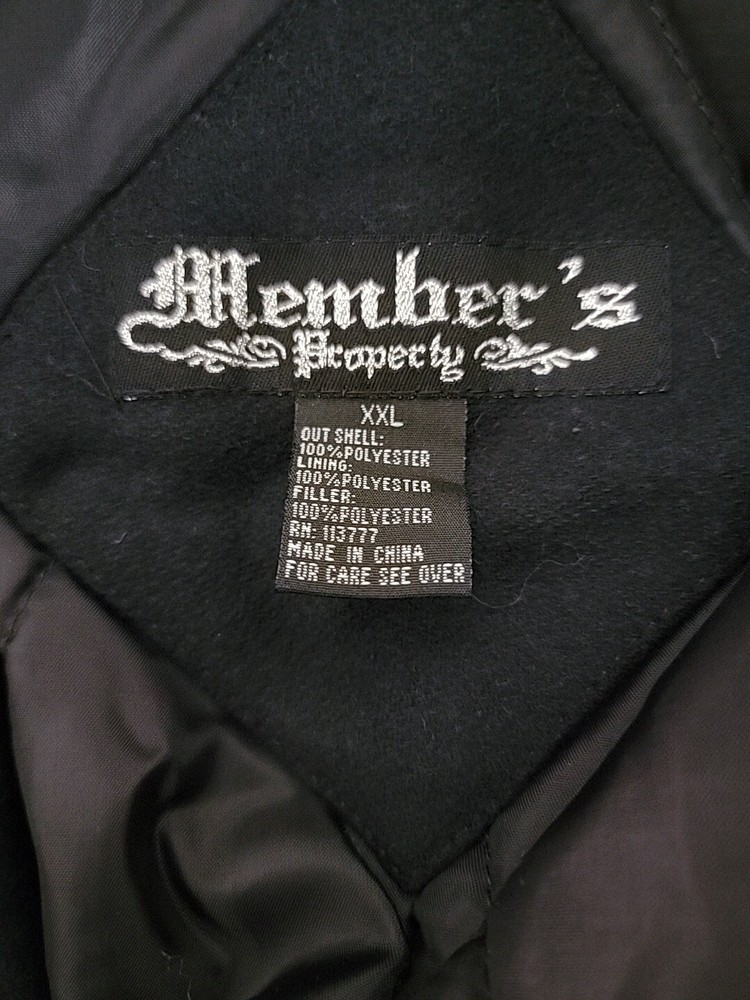 Member's
Property
XXL
OUT SHELL:
100%POLYESTER
LINING:
100%POLYESTER
FILLER:
100%POLYESTER
RN: 113777
MADE IN CHINA
FOR CARE SEE OVER